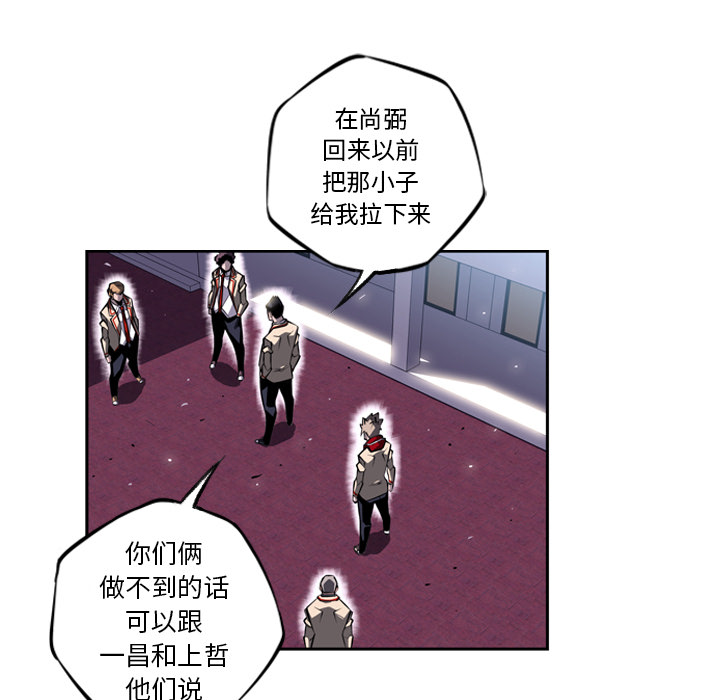 在尚弼
回来以前
把那小子
给我拉下来
你们俩
做不到的话
可以跟
一昌和上哲
他们说